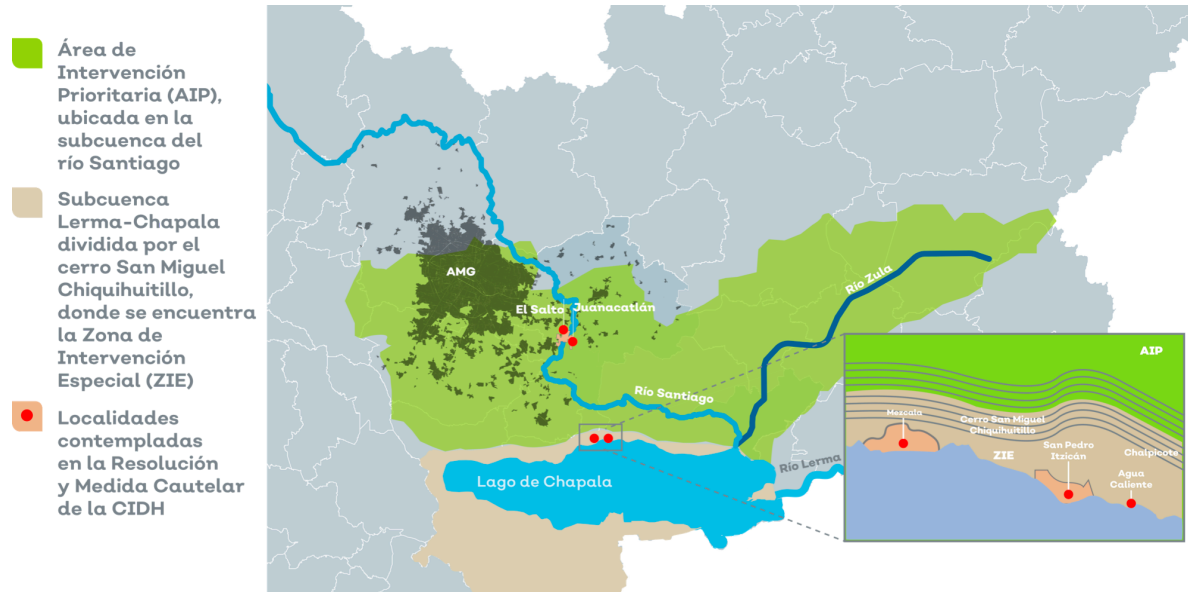 Área de
Intervención
Prioritaria (AIP),
ubicada en la
subcuenca del
río Santiago
Subcuenca
Lerma-Chapala
dividida por el
cerro San Miguel
Chiquihuitillo,
donde se encuentra
la Zona de
Intervención
Especial (ZIE)
Localidades
contempladas
en la Resolución
y Medida Cautelar
de la CIDH
AMG
El Salto
Juanacatlán
Río Zula
Río Santiago
Río Lerma
Lago de Chapala
AIP
Mezcala
Cerro San Miguel
Chiquihuitillo
ZIE
San Pedro
Itzicán
Chalpicote
Agua
Caliente